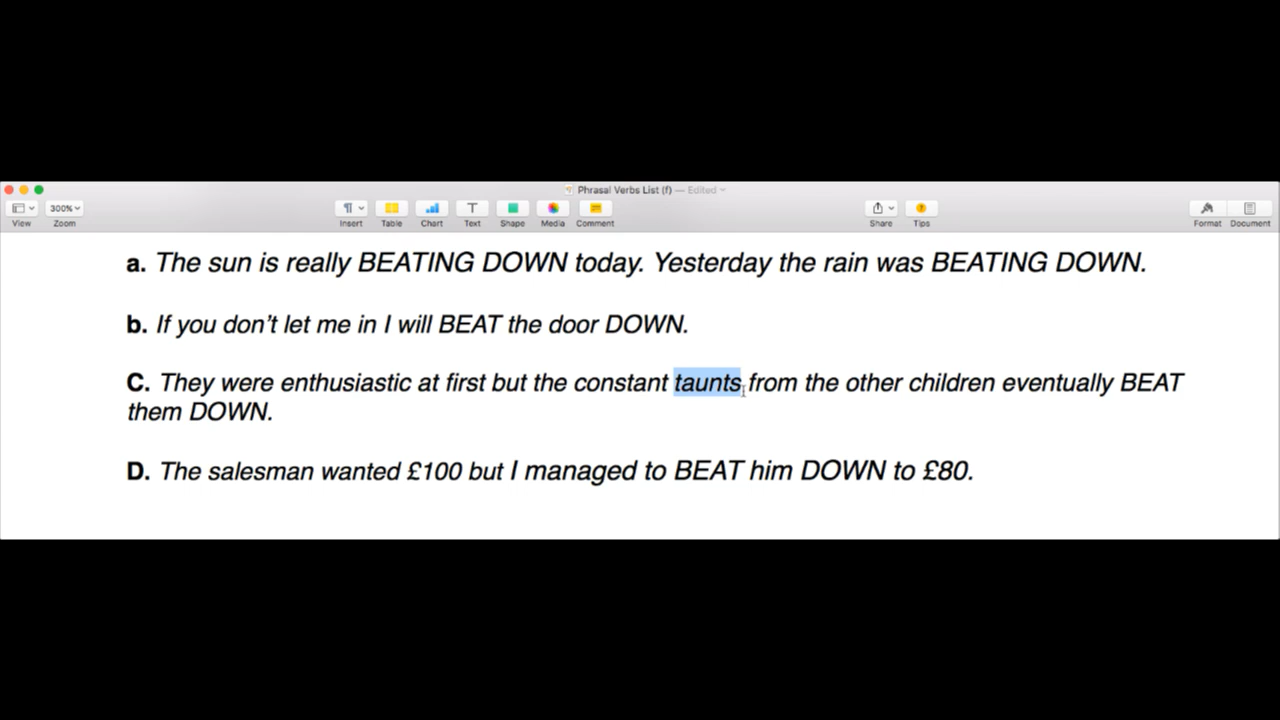 Phrasal Verbs List (f) — Edited
300%
View Zoom Insert Table Chart Text Shape Media Comment Share Tips Format Document
a. The sun is really BEATING DOWN today. Yesterday the rain was BEATING DOWN.
b. If you don’t let me in I will BEAT the door DOWN.
C. They were enthusiastic at first but the constant taunts from the other children eventually BEAT
them DOWN.
D. The salesman wanted £100 but I managed to BEAT him DOWN to £80.